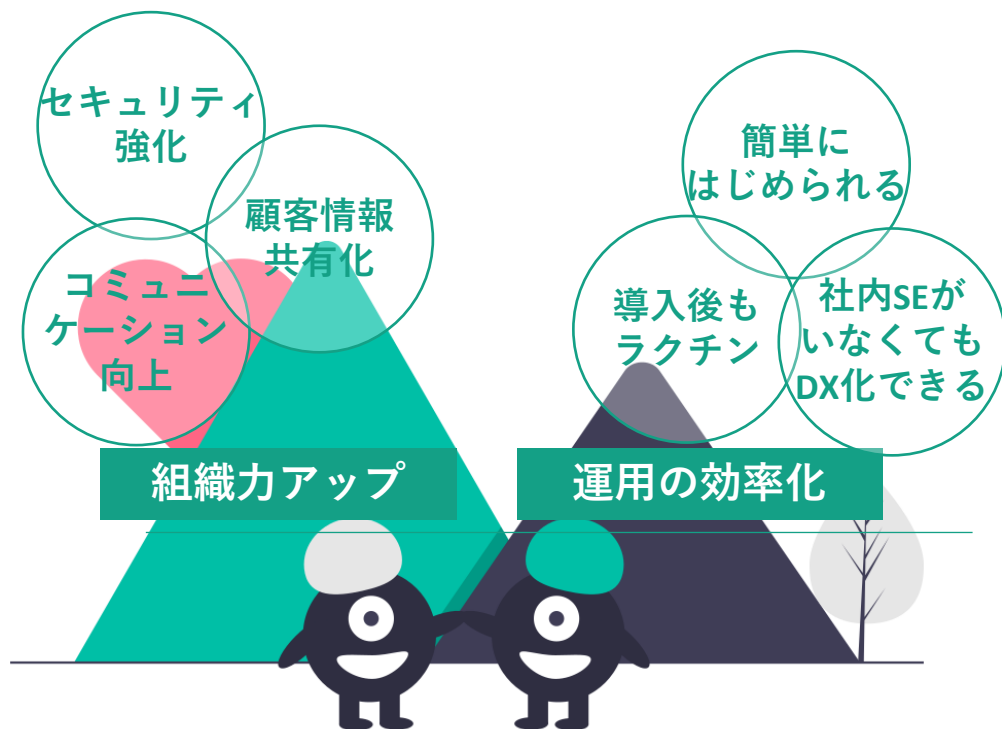 セキュリティ
強化
顧客情報
共有化
コミュニ
ケーション
向上
組織力アップ
簡単に
はじめられる
導入後も
ラクチン
社内SEが
いなくても
DX化できる
運用の効率化